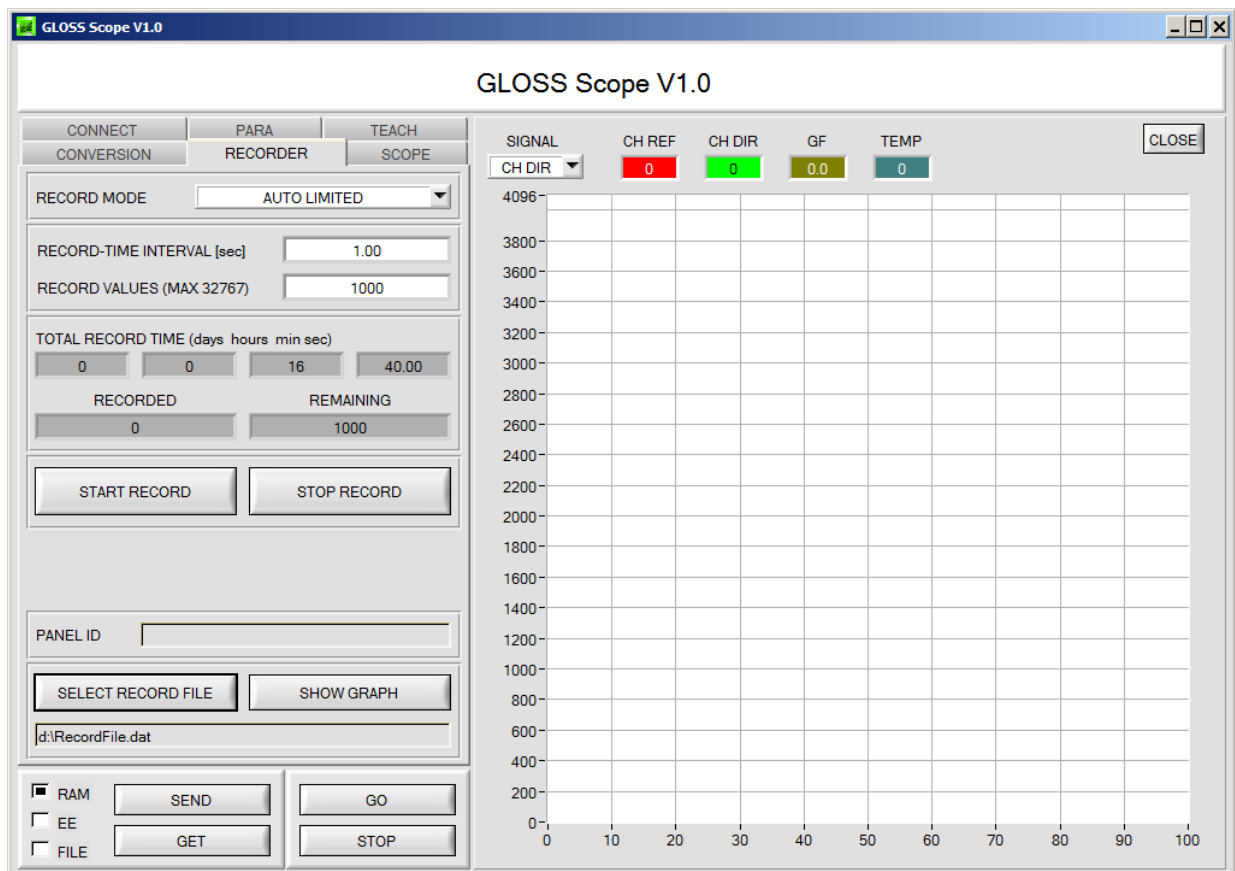 GLOSS Scope V1.0
GLOSS Scope V1.0
CONNECT PARA TEACH
CONVERSION RECORDER SCOPE
RECORD MODE AUTO LIMITED
RECORD-TIME INTERVAL [sec] 1.00
RECORD VALUES (MAX 32767) 1000
TOTAL RECORD TIME (days hours min sec)
0 0 16 40.00
RECORDED REMAINING
0 1000
START RECORD STOP RECORD
PANEL ID
SELECT RECORD FILE SHOW GRAPH
d:\RecordFile.dat
RAM SEND GO
EE
FILE GET STOP
SIGNAL CH REF CH DIR GF TEMP CLOSE
CH DIR 0 0 0.0 0
4096
3800
3600
3400
3200
3000
2800
2600
2400
2200
2000
1800
1600
1400
1200
1000
800
600
400
200
0
0 10 20 30 40 50 60 70 80 90 100